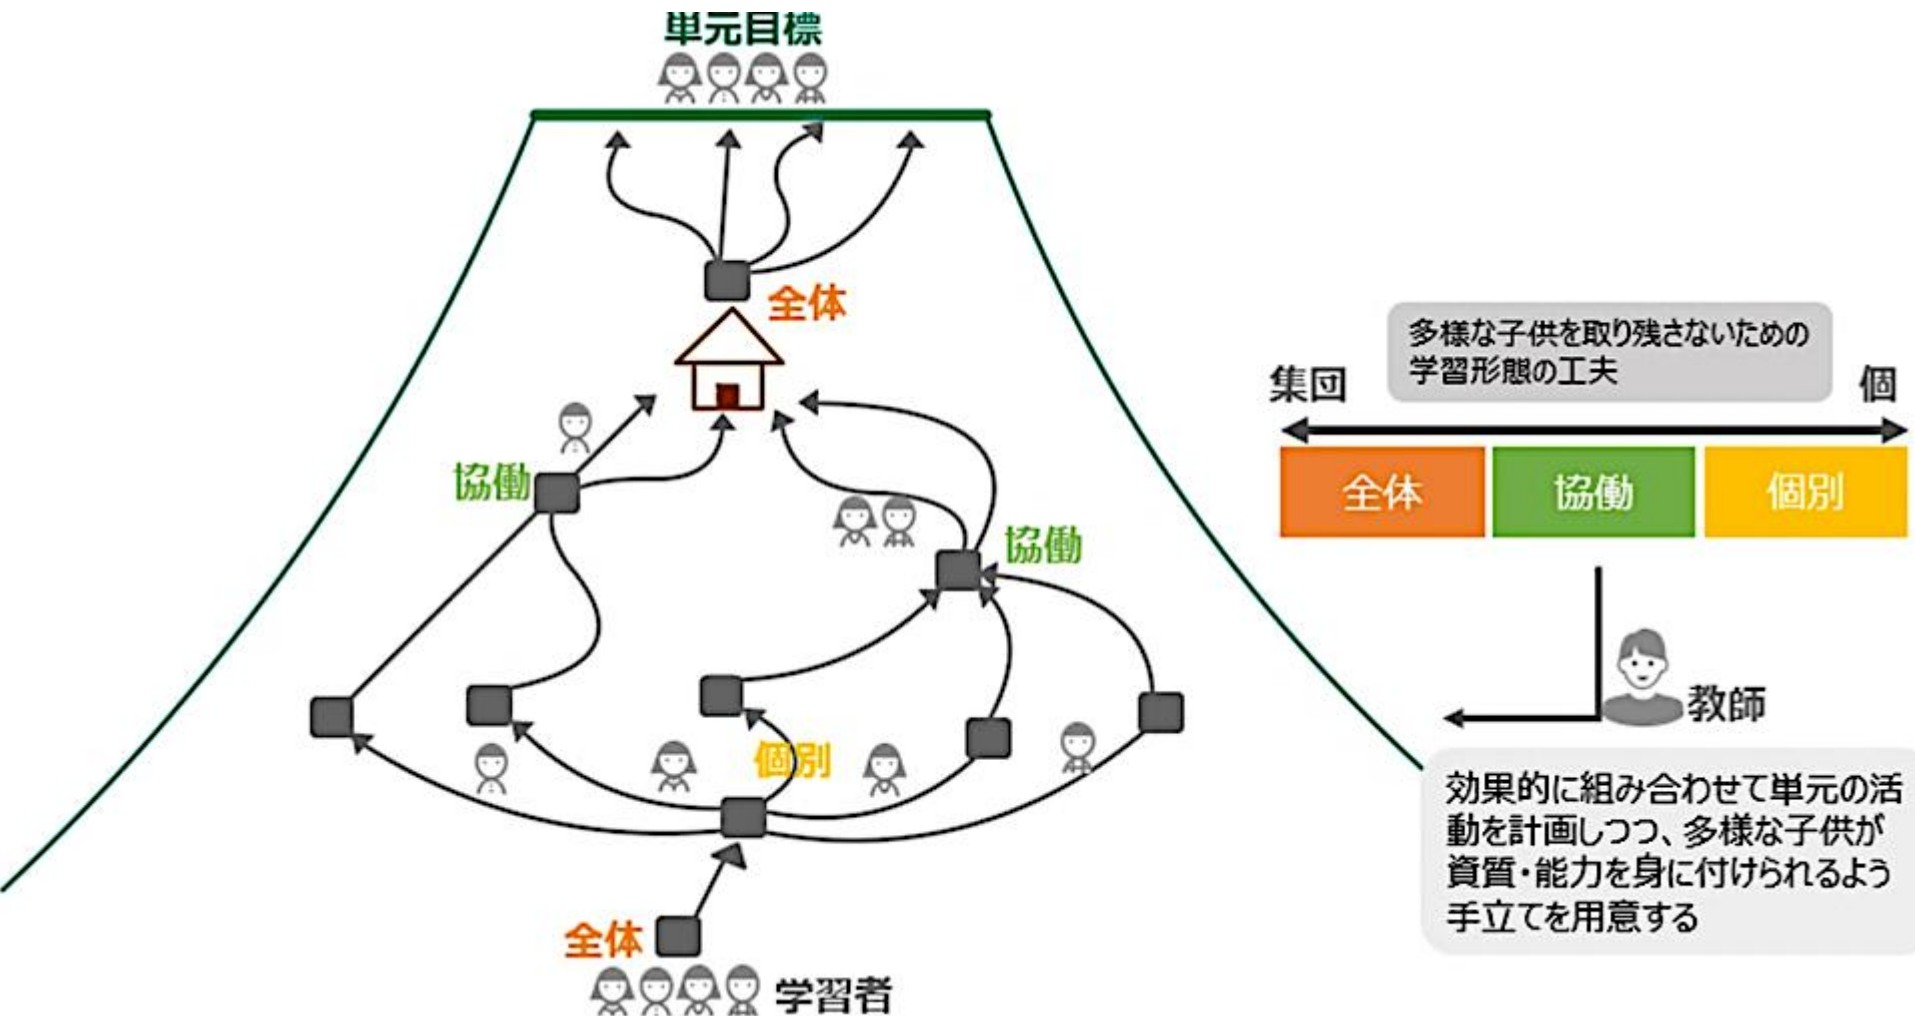 単元目標
全体
協働
協働
個別
全体
学習者
多様な子供を取り残さないための
学習形態の工夫
集団
個
全体
協働
個別
教師
効果的に組み合わせて単元の活
動を計画しつつ、多様な子供が
資質・能力を身に付けられるよう
手立てを用意する